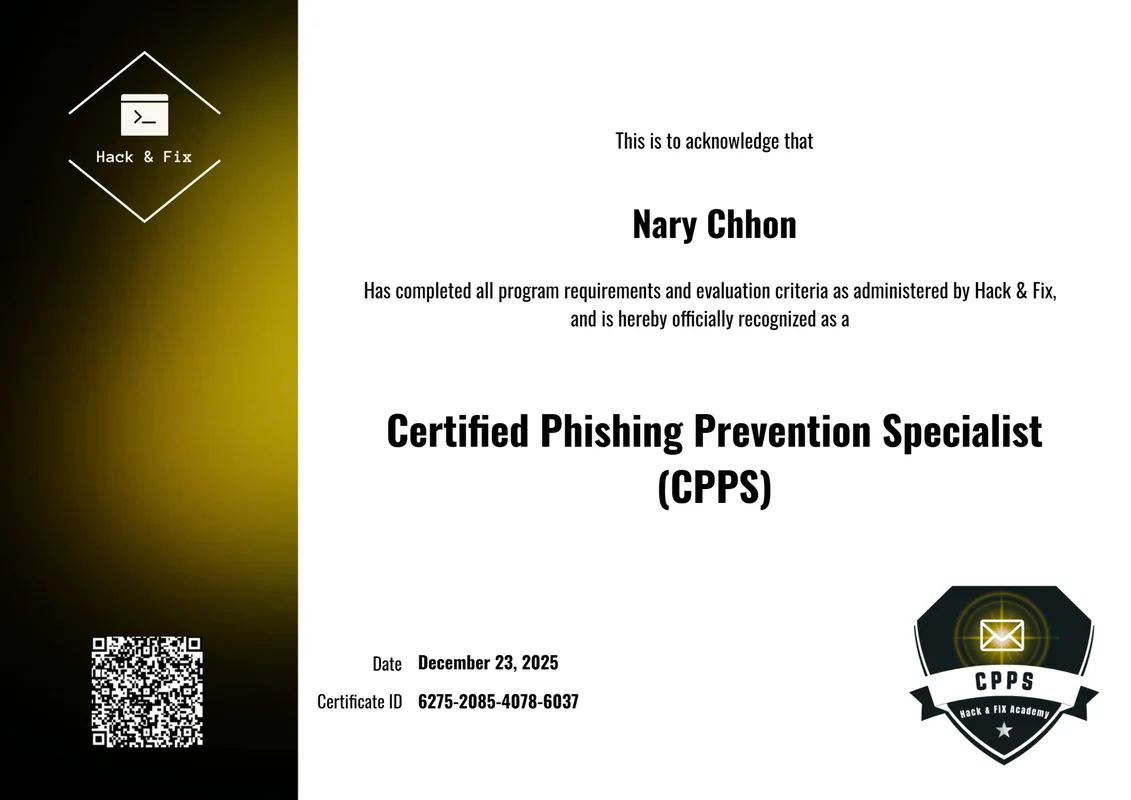 Hack & Fix
This is to acknowledge that
Nary Chhon
Has completed all program requirements and evaluation criteria as administered by Hack & Fix,
and is hereby officially recognized as a
Certified Phishing Prevention Specialist
(CPPS)
Date December 23, 2025
Certificate ID 6275-2085-4078-6037
CPPS
Hack & FIX Academy